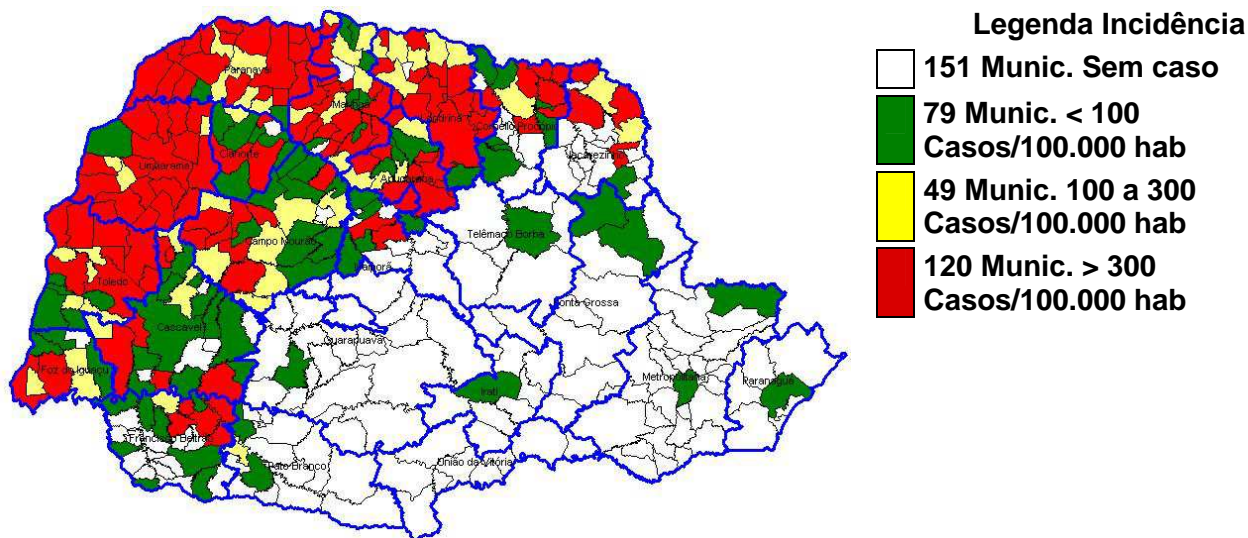 Legenda Incidência
151 Munic. Sem caso
79 Munic. < 100
Casos/100.000 hab
49 Munic. 100 a 300
Casos/100.000 hab
120 Munic. > 300
Casos/100.000 hab
Paranavaí
Maringá
Londrina
Cornélio Procópio
Jacarezinho
Umuarama
Cianorte
Apucarana
Campo Mourão
Telêmaco Borba
Ivaiporã
Toledo
Ponta Grossa
Cascavel
Guarapuava
Foz do Iguaçu
Metropolitana
Paranaguá
Irati
Francisco Beltrão
Pato Branco
União da Vitória